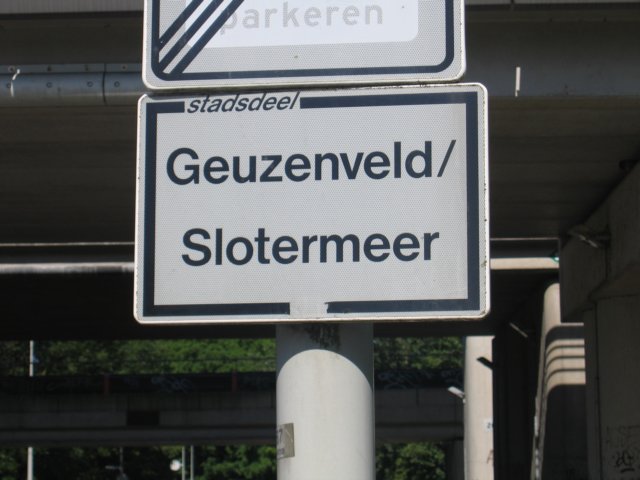 parkeren
stadsdeel
Geuzenveld/
Slotermeer